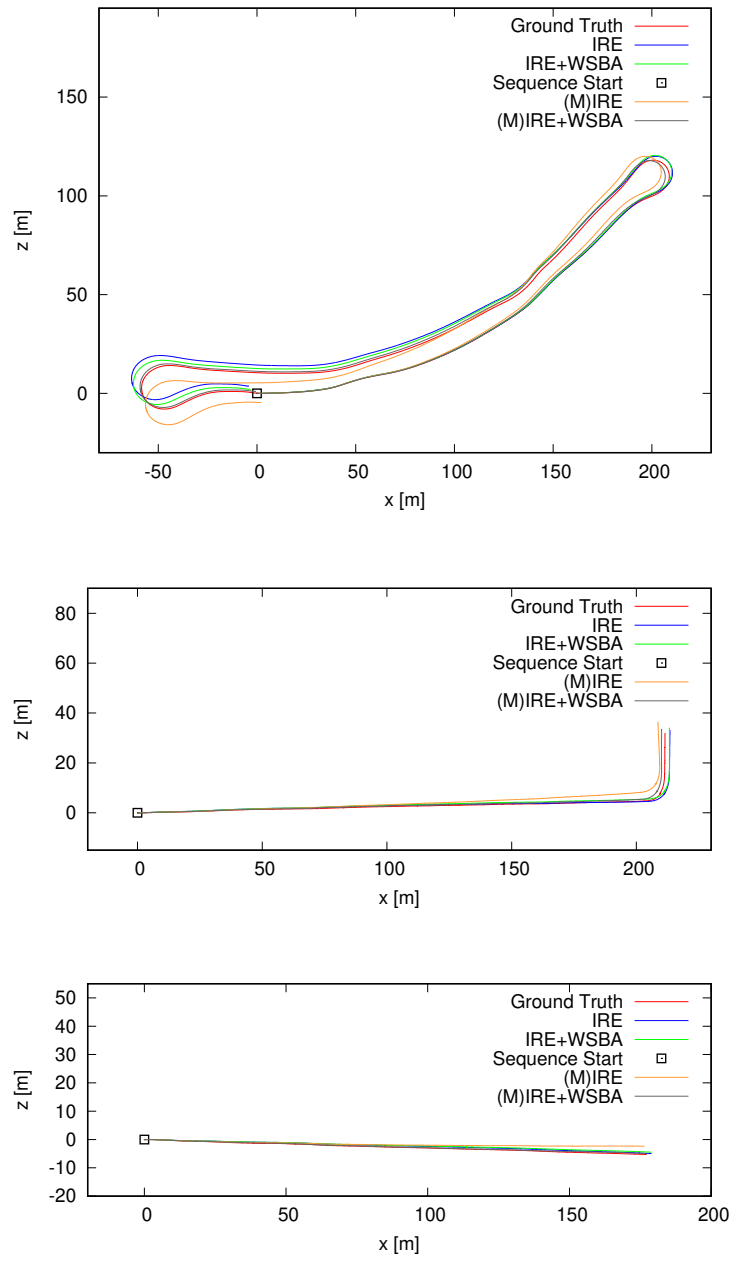 Ground Truth
IRE
IRE+WSBA
Sequence Start
(M)IRE
(M)IRE+WSBA
150
100
50
0
z [m]
-50 0 50 100 150 200
x [m]
Ground Truth
IRE
IRE+WSBA
Sequence Start
(M)IRE
(M)IRE+WSBA
80
60
40
20
0
z [m]
0 50 100 150 200
x [m]
Ground Truth
IRE
IRE+WSBA
Sequence Start
(M)IRE
(M)IRE+WSBA
50
40
30
20
10
0
-10
-20
z [m]
0 50 100 150 200
x [m]